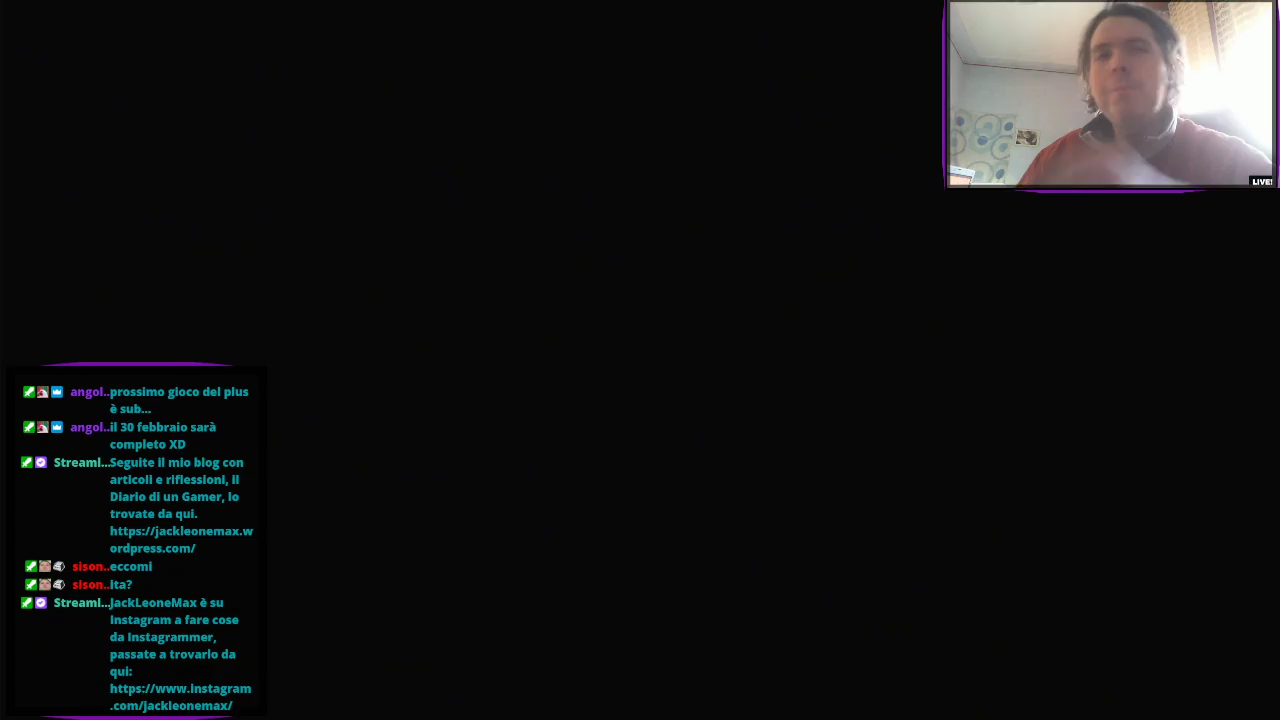 LIVE!
angol..prossimo gioco del plus
è sub...
angol..il 30 febbraio sarà
completo XD
Streaml...Seguite il mio blog con
articoli e riflessioni, il
Diario di un Gamer, lo
trovate da qui.
https://jackleonemax.w
ordpress.com/
sison..eccomi
sison..ita?
Streaml...JackLeoneMax è su
Instagram a fare cose
da Instagrammer,
passate a trovarlo da
qui:
https://www.instagram
.com/jackleonemax/